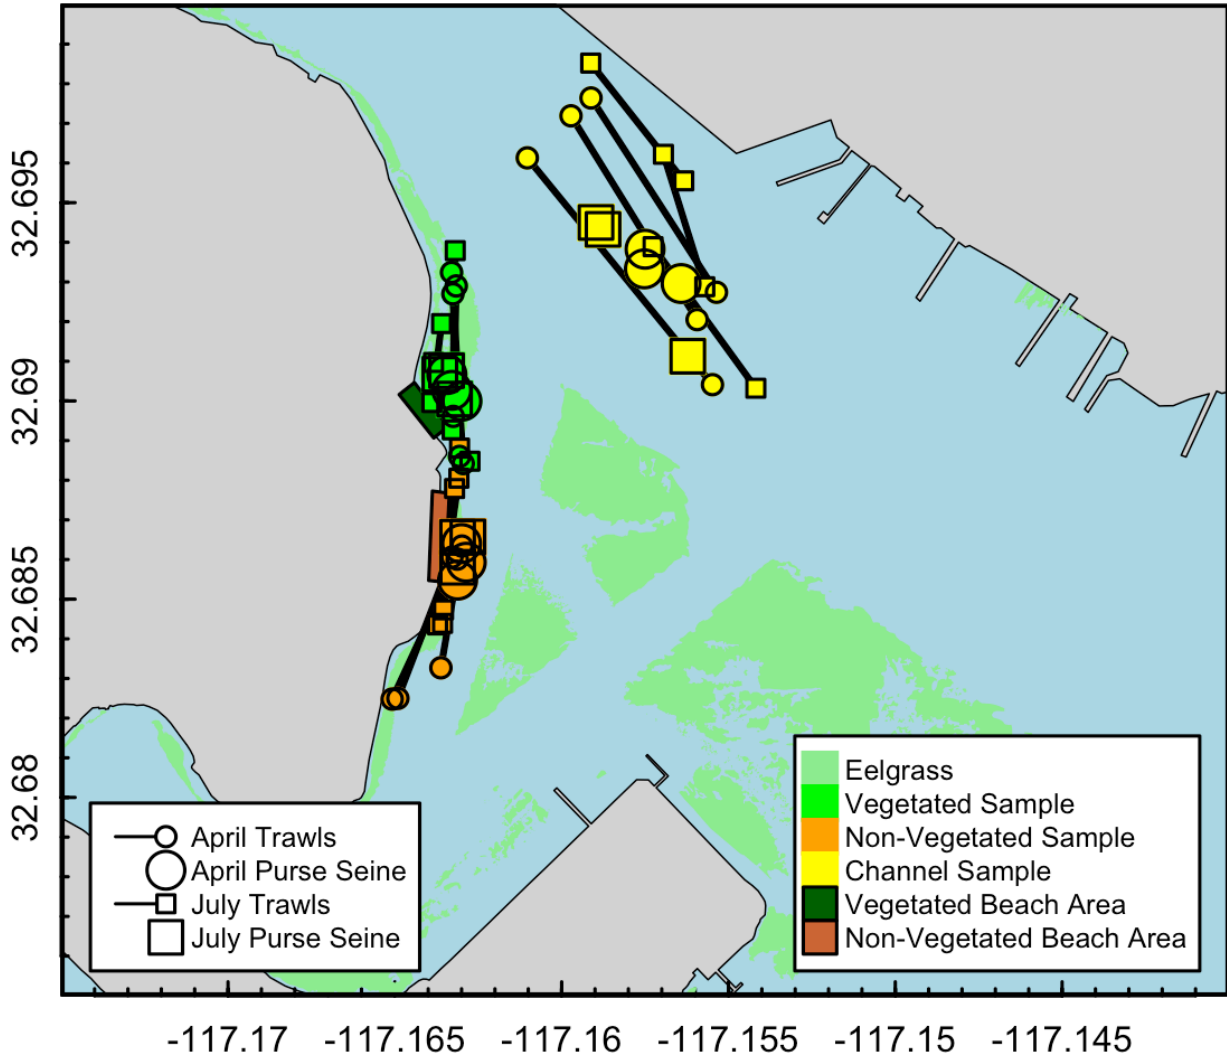 32.695
32.69
32.685
32.68
April Trawls
April Purse Seine
July Trawls
July Purse Seine
Eelgrass
Vegetated Sample
Non-Vegetated Sample
Channel Sample
Vegetated Beach Area
Non-Vegetated Beach Area
-117.17 -117.165 -117.16 -117.155 -117.15 -117.145